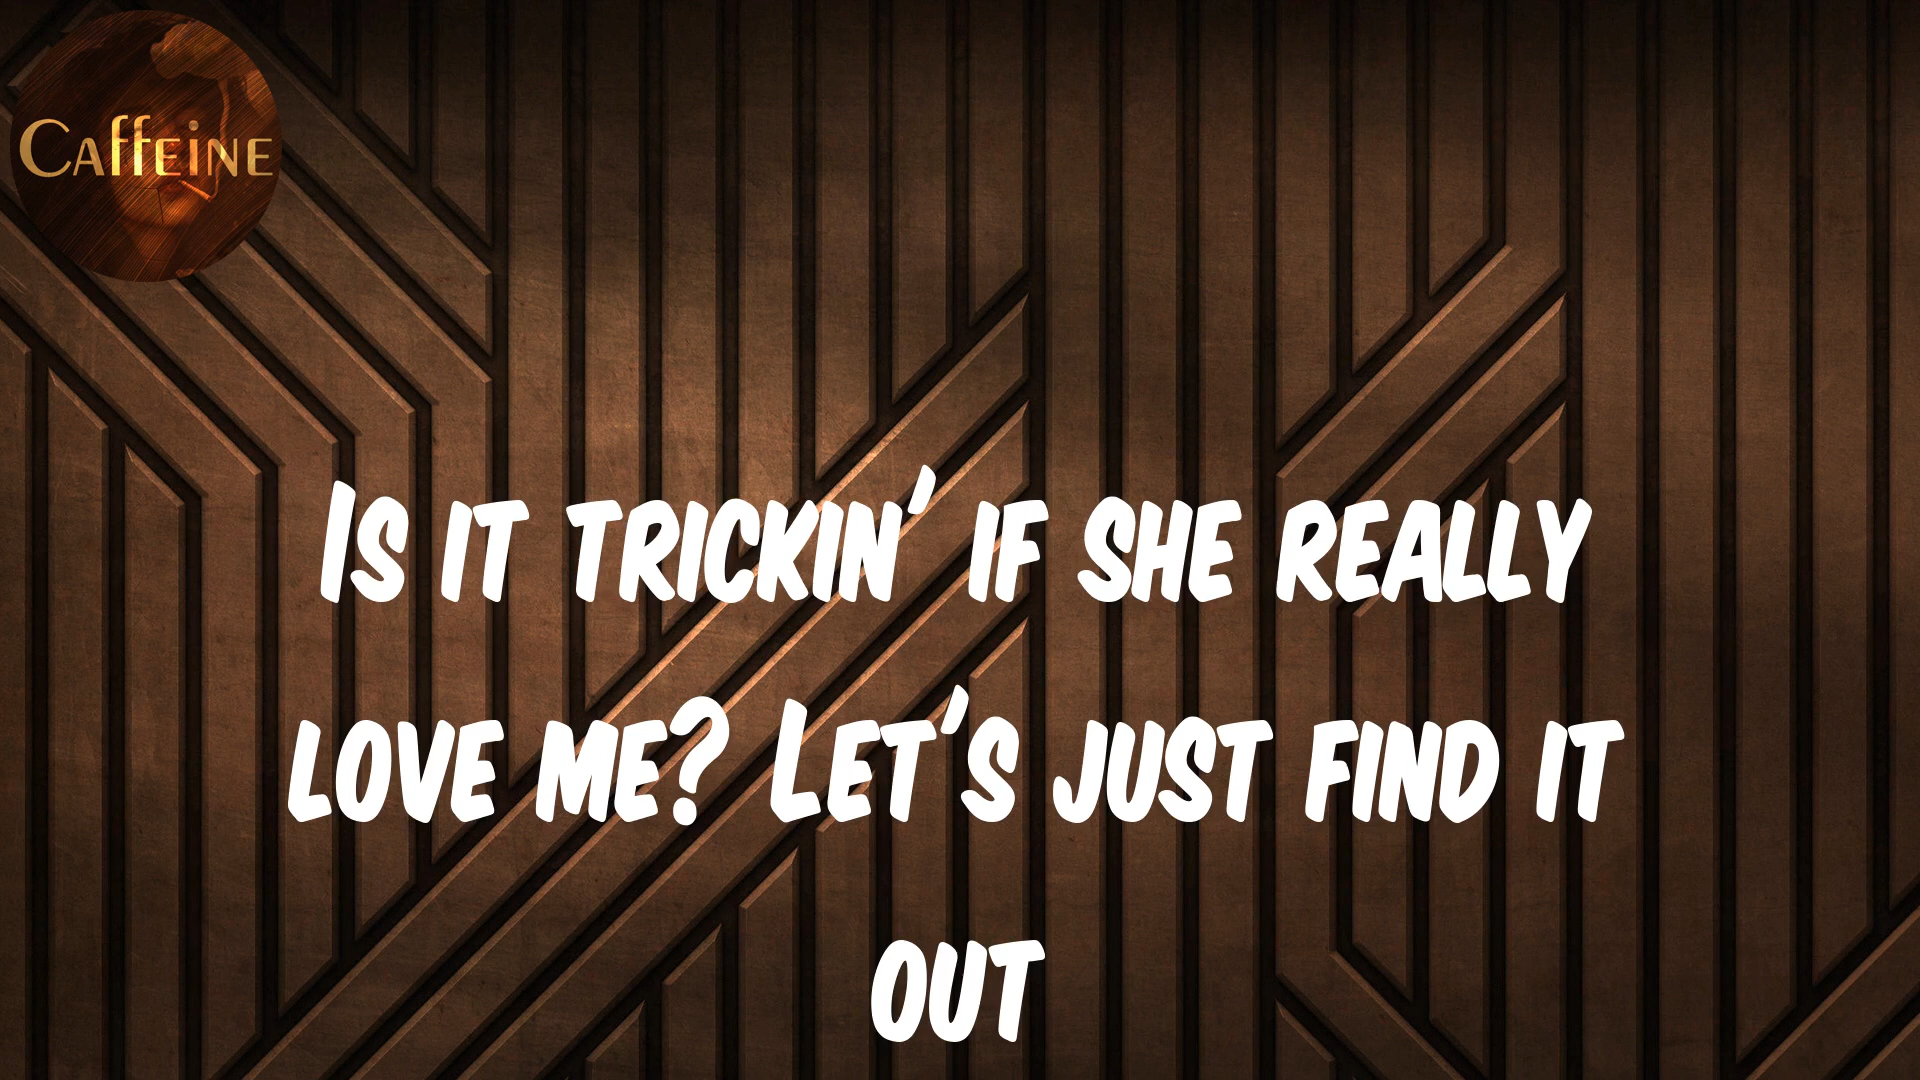 Caffeine
Is it trickin' if she really
love me? Let's just find it
out